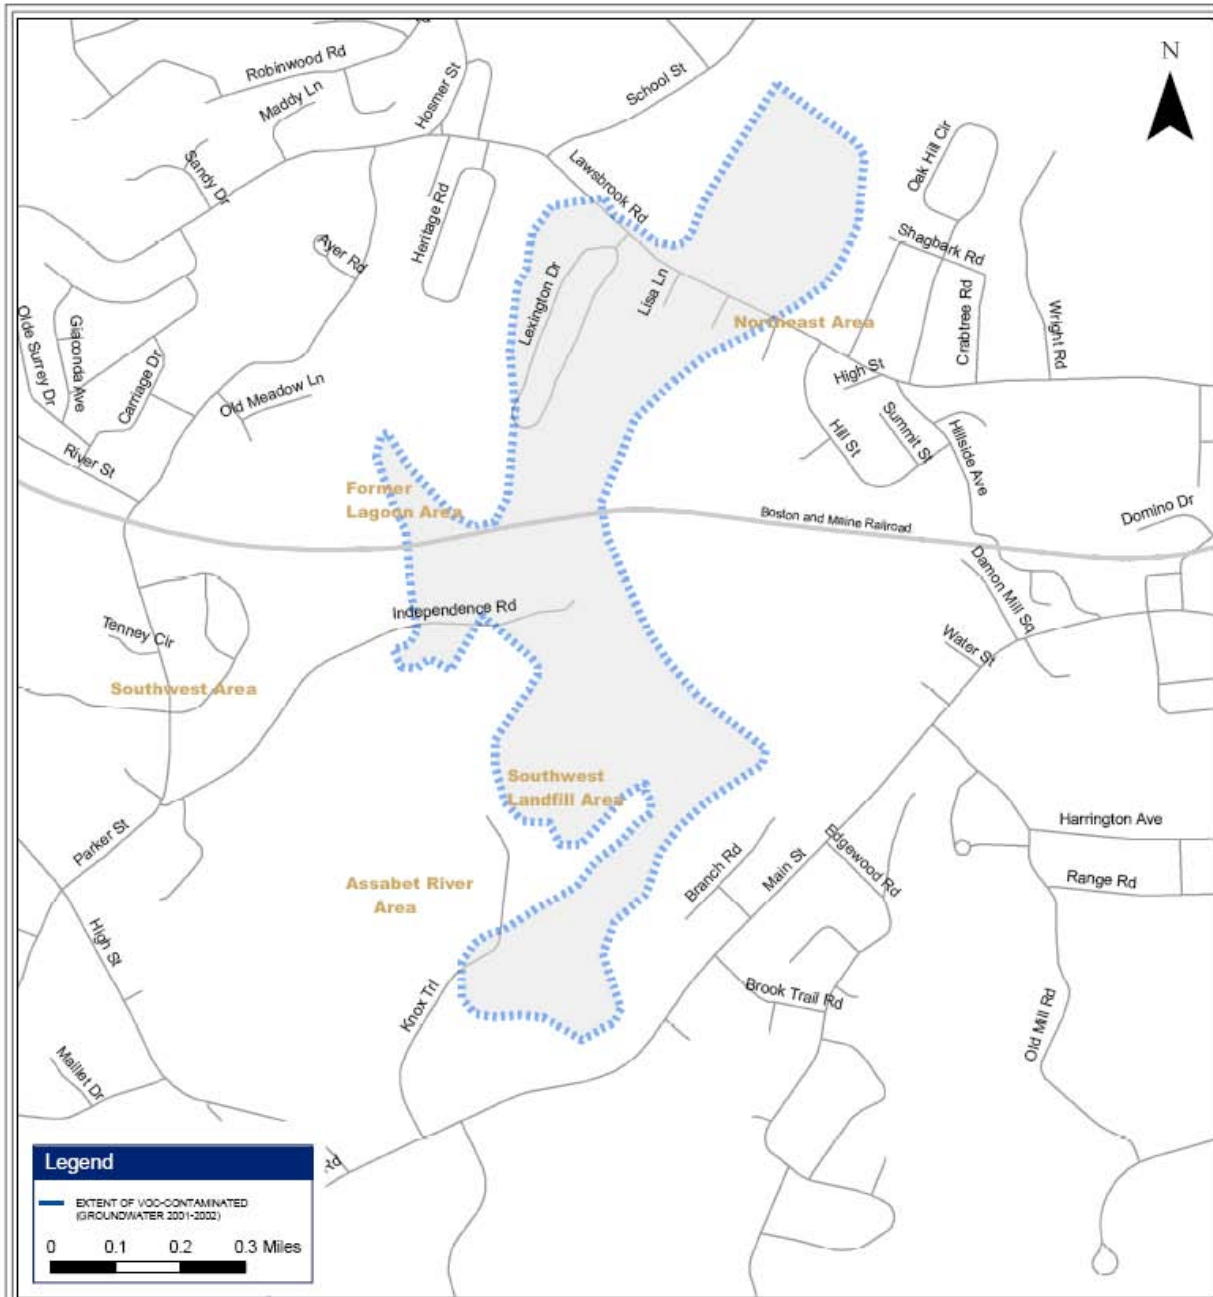 Robinwood Rd
Maddy Ln
Hosmer St
School St
N
Sandy Dr
Lawsbrook Rd
Oak Hill Cir
Heritage Rd
Ayer Rd
Shagbark Rd
Lexington Dr
Lisa Ln
Northeast Area
Crabtree Rd
Wright Rd
Olde Surrey Dr
Giaconda Ave
Carriage Dr
Old Meadow Ln
High St
Hill St
Summit St
Hillside Ave
River St
Former
Lagoon Area
Boston and Maine Railroad
Domino Dr
Damon Mill Sq
Independence Rd
Tenney Cir
Water St
Southwest Area
Southwest
Landfill Area
Parker St
Harrington Ave
Branch Rd
Main St
Edgewood Rd
Range Rd
Assabet River
Area
High St
Knox Trl
Brook Trail Rd
Old Mill Rd
Maillet Dr
Rd
Legend
EXTENT OF VOC-CONTAMINATED
(GROUNDWATER 2001-2002)
0 0.1 0.2 0.3 Miles